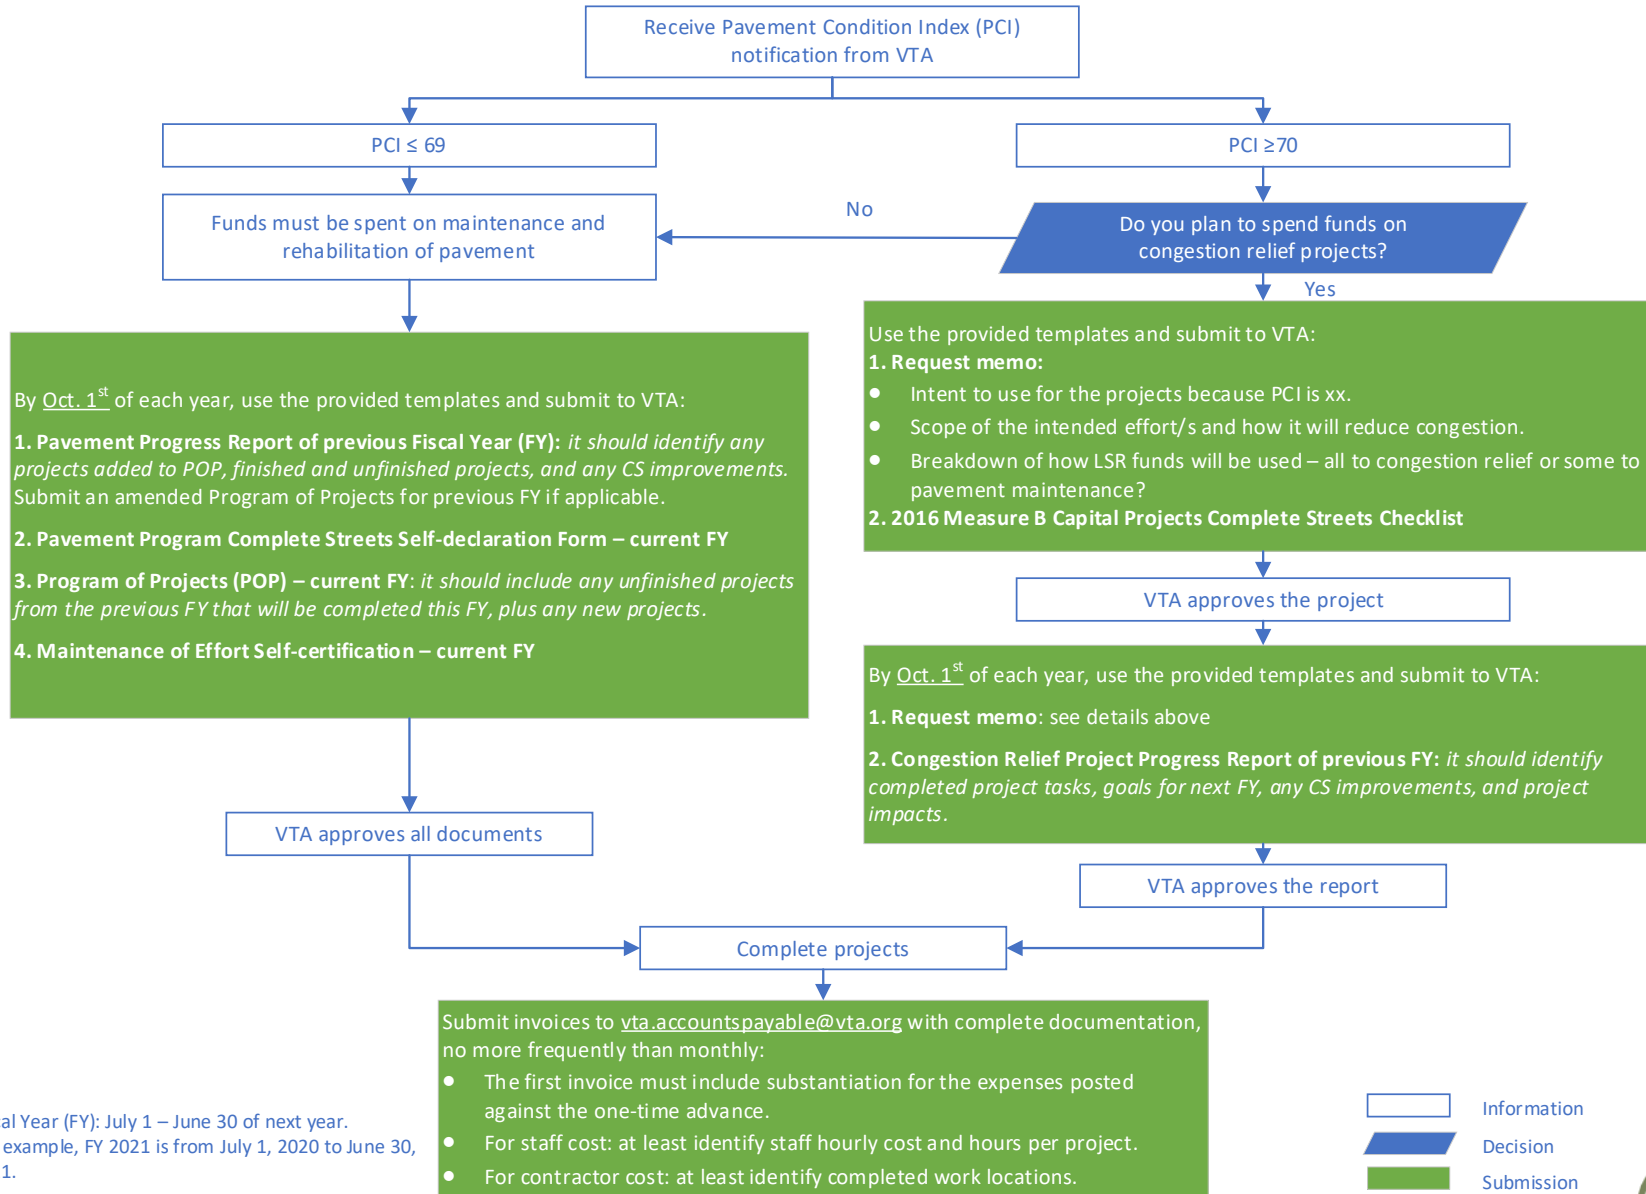 Receive Pavement Condition Index (PCI)
notification from VTA
PCI ≤ 69
PCI ≥70
Funds must be spent on maintenance and
rehabilitation of pavement
No
Do you plan to spend funds on
congestion relief projects?
Yes
By Oct. 1st of each year, use the provided templates and submit to VTA:
1. Pavement Progress Report of previous Fiscal Year (FY): it should identify any
projects added to POP, finished and unfinished projects, and any CS improvements.
Submit an amended Program of Projects for previous FY if applicable.
2. Pavement Program Complete Streets Self-declaration Form – current FY
3. Program of Projects (POP) – current FY: it should include any unfinished projects
from the previous FY that will be completed this FY, plus any new projects.
4. Maintenance of Effort Self-certification – current FY
Use the provided templates and submit to VTA:
1. Request memo:
● Intent to use for the projects because PCI is xx.
● Scope of the intended effort/s and how it will reduce congestion.
● Breakdown of how LSR funds will be used – all to congestion relief or some to
pavement maintenance?
2. 2016 Measure B Capital Projects Complete Streets Checklist
VTA approves the project
By Oct. 1st of each year, use the provided templates and submit to VTA:
1. Request memo: see details above
2. Congestion Relief Project Progress Report of previous FY: it should identify
completed project tasks, goals for next FY, any CS improvements, and project
impacts.
VTA approves all documents
VTA approves the report
Complete projects
Submit invoices to vta.accountspayable@vta.org with complete documentation,
no more frequently than monthly:
● The first invoice must include substantiation for the expenses posted
against the one-time advance.
● For staff cost: at least identify staff hourly cost and hours per project.
● For contractor cost: at least identify completed work locations.
cal Year (FY): July 1 – June 30 of next year.
example, FY 2021 is from July 1, 2020 to June 30,
1.
Information
Decision
Submission